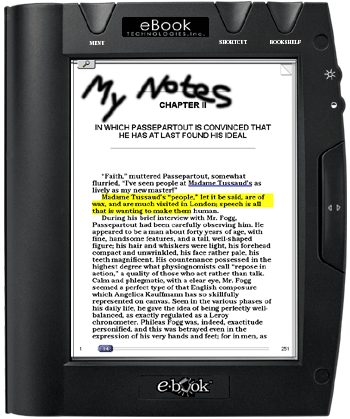 eBook
TECHNOLOGIES, Inc.
MENU
SHORTCUT
BOOKSHELF
My Notes
CHAPTER II
IN WHICH PASSEPARTOUT IS CONVINCED THAT
HE HAS AT LAST FOUND HIS IDEAL
"Faith," muttered Passepartout, somewhat
flurried, "I've seen people at Madame Tussaud's as
lively as my new master!"
Madame Tussaud's "people," let it be said, are of
wax, and are much visited in London; speech is all
that is wanting to make them human.
During his brief interview with Mr. Fogg,
Passepartout had been carefully observing him. He
appeared to be a man about forty years of age, with
fine, handsome features, and a tall, well-shaped
figure; his hair and whiskers were light, his forehead
compact and unwrinkled, his face rather pale, his
teeth magnificent. His countenance possessed in the
highest degree what physiognomists call "repose in
action," a quality of those who act rather than talk.
Calm and phlegmatic, with a clear eye, Mr. Fogg
seemed a perfect type of that English composure
which Angelica Kauffmann has so skilfully
represented on canvas. Seen in the various phases of
his daily life, he gave the idea of being perfectly well-
balanced, as exactly regulated as a Leroy
chronometer. Phileas Fogg was, indeed, exactitude
personified, and this was betrayed even in the
expression of his very hands and feet; for in men, as
1 14 251
e·book